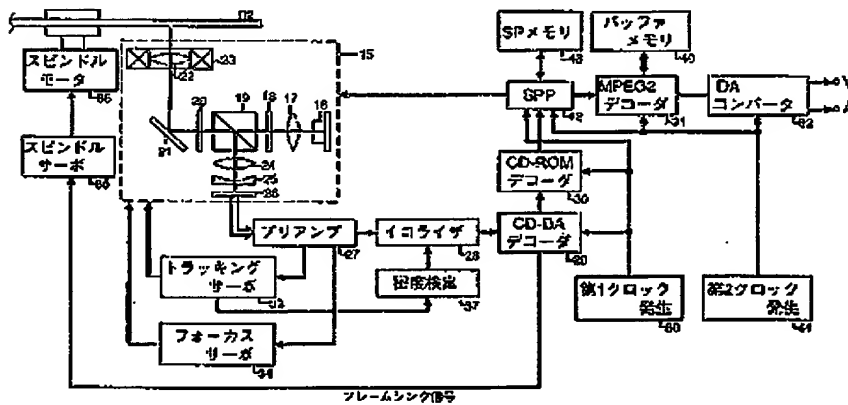 スピンドル
モータ
スピンドル
サーボ
23
22
15
20
19
18
17
16
21
24
25
26
プリアンプ
27
イコライザ
28
トラッキング
サーボ
密度検定
37
フォーカス
サーボ
34
SPメモリ
43
バッファ
メモリ
SPP
42
MPEG2
デコーダ
DA
コンバータ
CD-ROM
デコーダ
30
CD-DA
デコーダ
29
第1クロック
発生
第2クロック
発生
フレームシンク信号